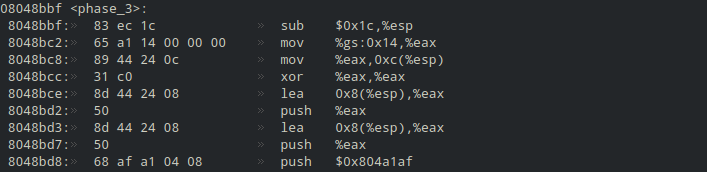 08048bbf <phase_3>:
8048bbf:» 83 ec 1c » sub $0x1c,%esp
8048bc2:» 65 a1 14 00 00 00 » mov %gs:0x14,%eax
8048bc8:» 89 44 24 0c » mov %eax,0xc(%esp)
8048bcc:» 31 c0 » xor %eax,%eax
8048bce:» 8d 44 24 08 » lea 0x8(%esp),%eax
8048bd2:» 50 » push %eax
8048bd3:» 8d 44 24 08 » lea 0x8(%esp),%eax
8048bd7:» 50 » push %eax
8048bd8:» 68 af a1 04 08 » push $0x804a1af